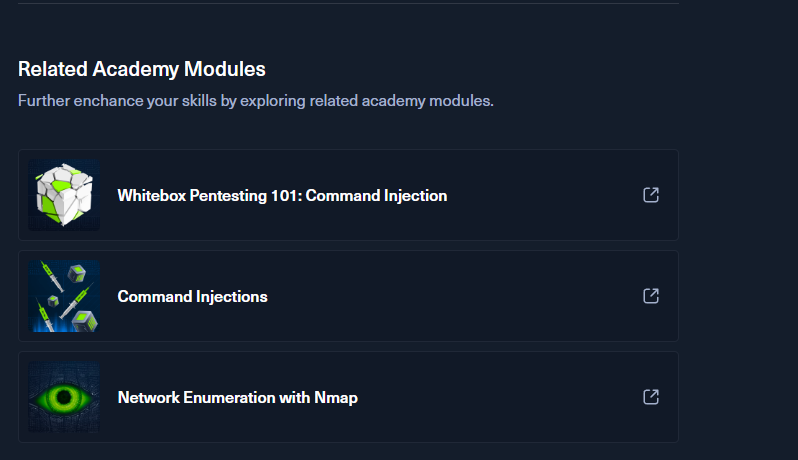 Related Academy Modules
Further enchance your skills by exploring related academy modules.
Whitebox Pentesting 101: Command Injection
Command Injections
Network Enumeration with Nmap